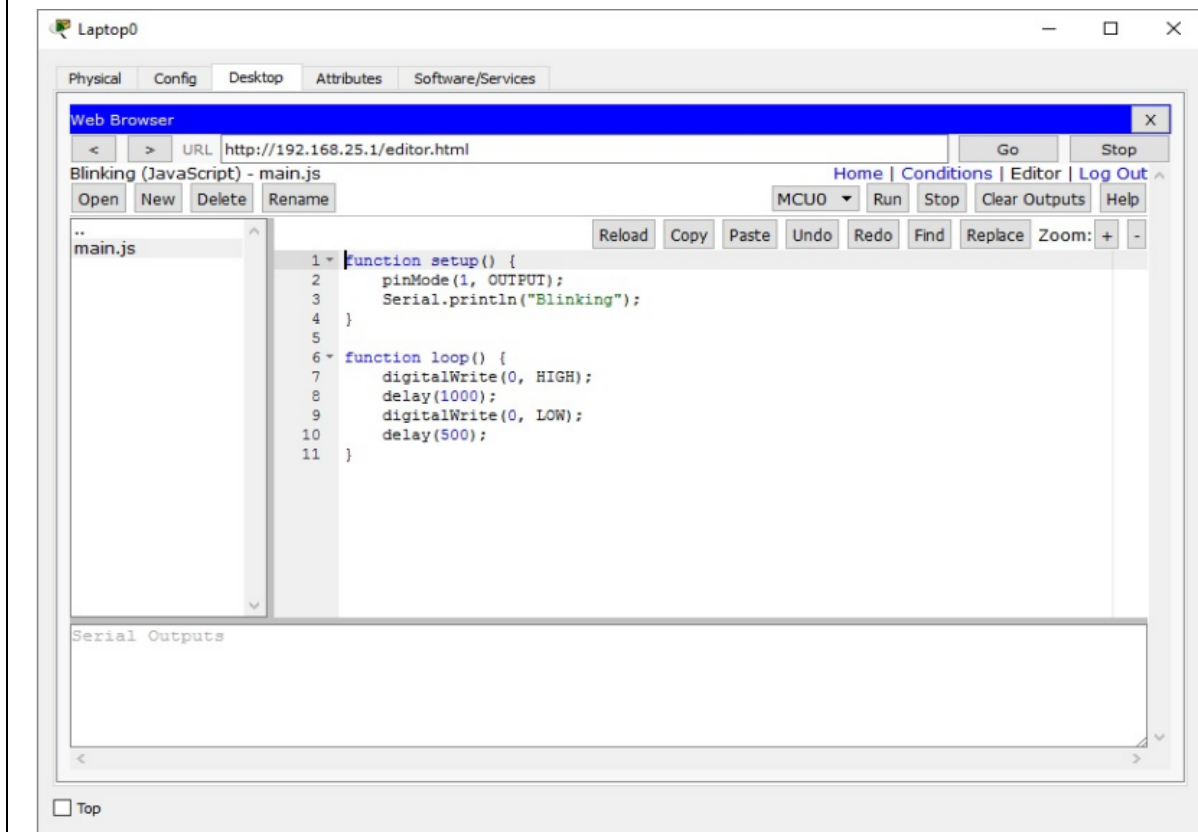 Laptop0
Physical Config Desktop Attributes Software/Services
Web Browser X
< > URL http://192.168.25.1/editor.html Go Stop
Blinking (JavaScript) - main.js Home | Conditions | Editor | Log Out
Open New Delete Rename MCU0 Run Stop Clear Outputs Help
..
main.js
Reload Copy Paste Undo Redo Find Replace Zoom: + -
1 function setup() {
2     pinMode(1, OUTPUT);
3     Serial.println("Blinking");
4 }
5
6 function loop() {
7     digitalWrite(0, HIGH);
8     delay(1000);
9     digitalWrite(0, LOW);
10     delay(500);
11 }
Serial Outputs
Top